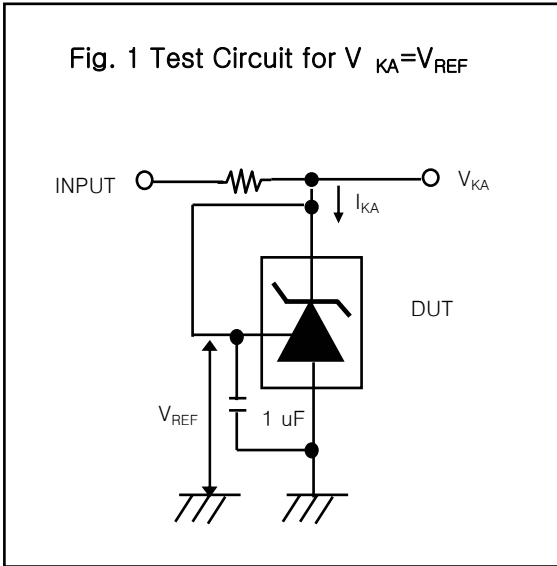 Fig. 1 Test Circuit for V KA=VREF
INPUT
VKA
IKA
DUT
VREF
1 uF